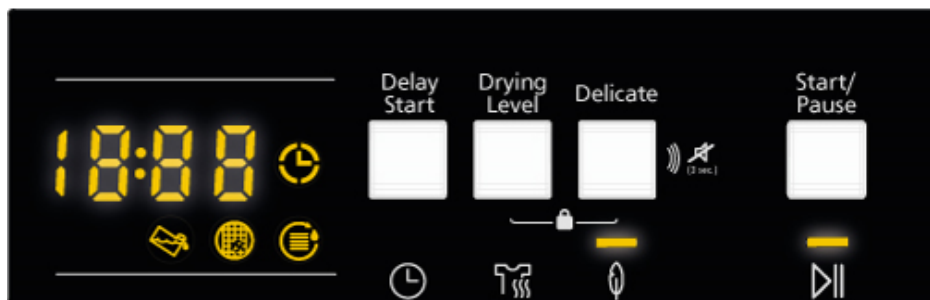 Delay
Start
Drying
Level
Delicate
Start/
Pause
18:88
(3 sec.)